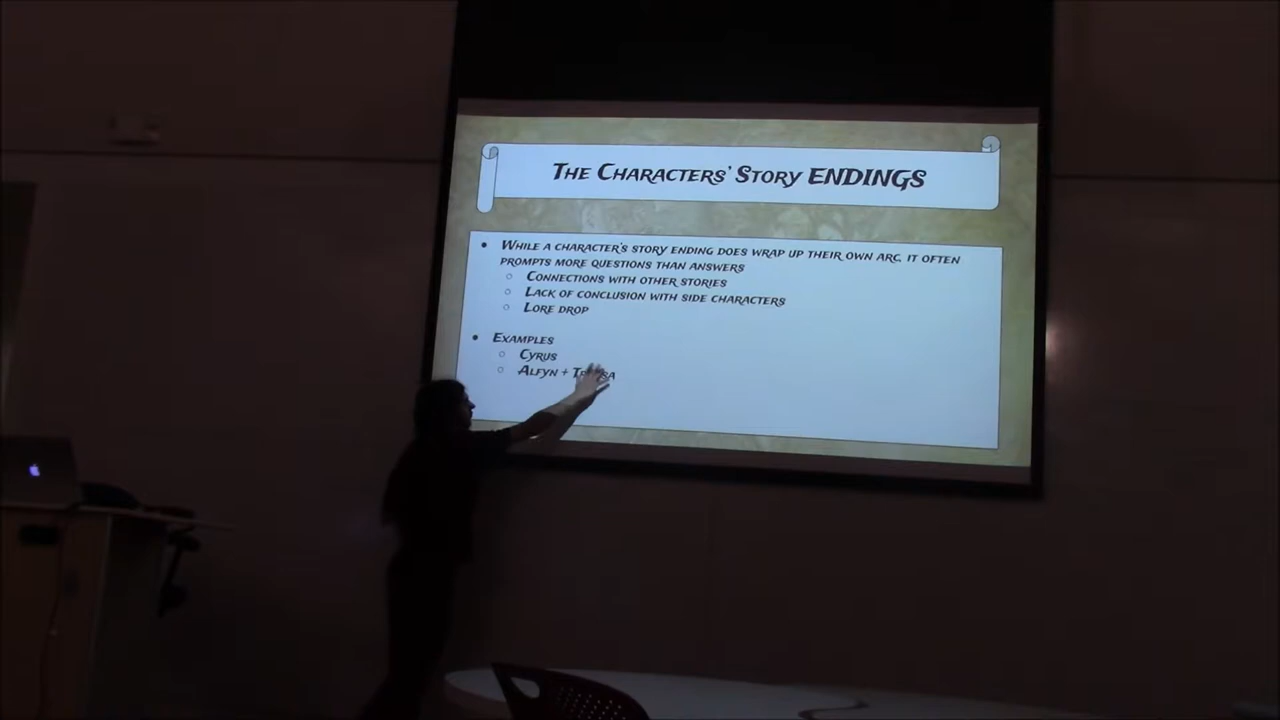 The Characters' Story ENDINGS
While a character's story ending does wrap up their own arc, it often
prompts more questions than answers
Connections with other stories
Lack of conclusion with side characters
Lore drop
Examples
Cyrus
Alfyn +